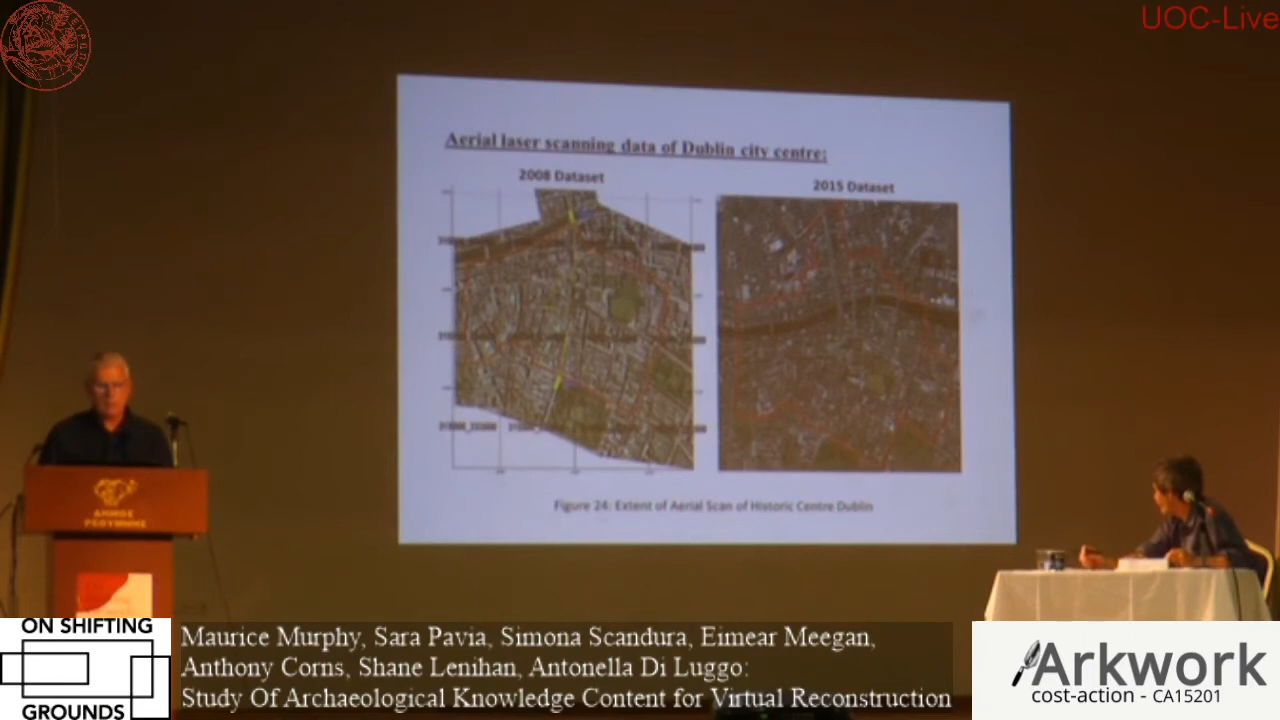 UOC-Live
Aerial laser scanning data of Dublin city centre:
2008 Dataset
2015 Dataset
Figure 24: Extent of Aerial Scan of Historic Centre Dublin
ΔΗΜΟΣ
ΡΕΘΥΜΝΗΣ
ON SHIFTING
GROUNDS
Maurice Murphy, Sara Pavia, Simona Scandura, Eimear Meegan,
Anthony Corns, Shane Lenihan, Antonella Di Luggo:
Study Of Archaeological Knowledge Content for Virtual Reconstruction
Arkwork
cost-action - CA15201